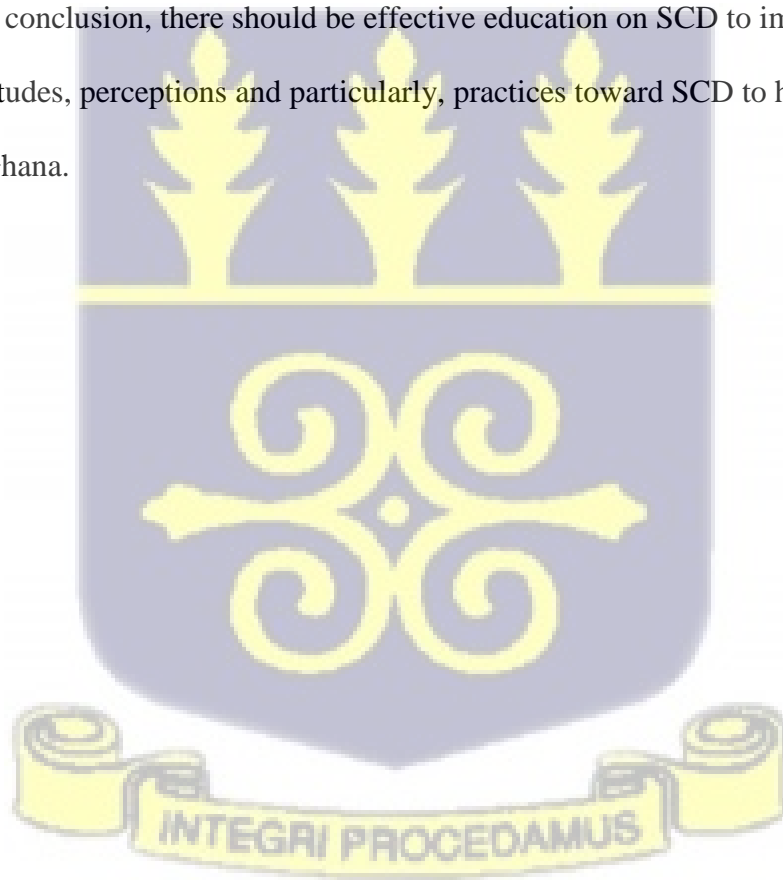 conclusion, there should be effective education on SCD to
tudes, perceptions and particularly, practices toward SCD to
hana.
INTEGRI PROCEDAMUS